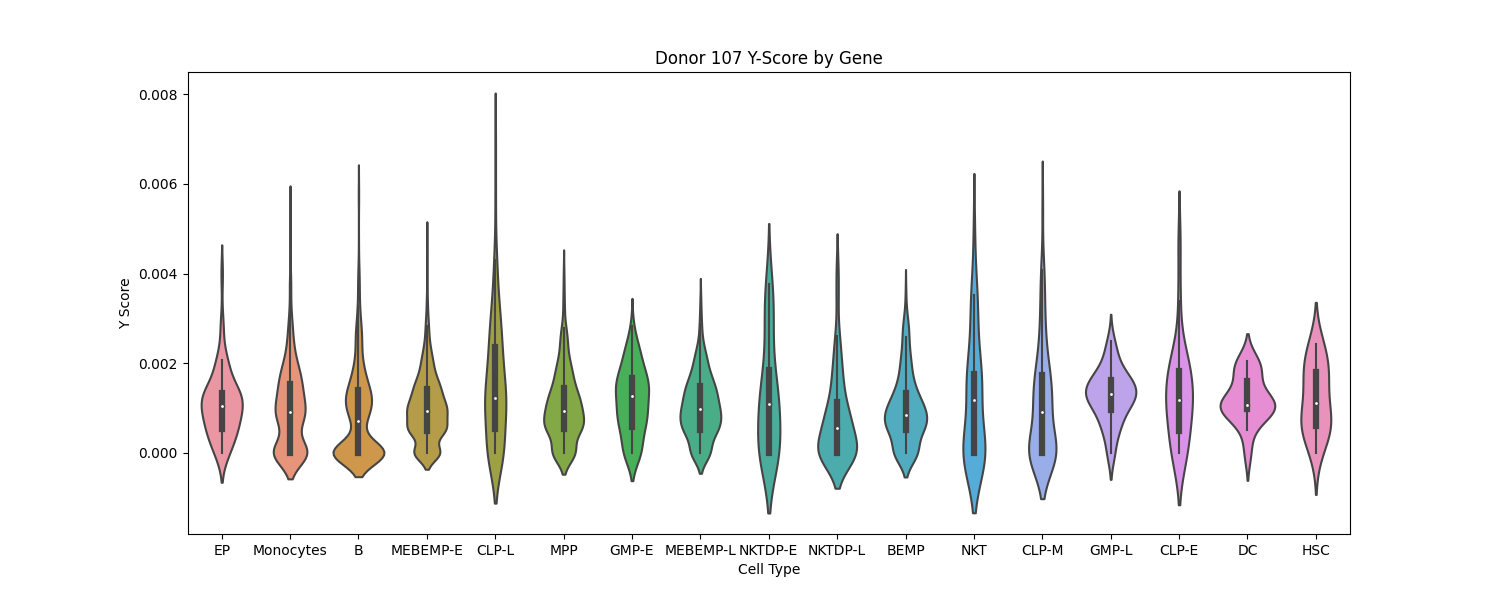 Donor 107 Y-Score by Gene
0.008
0.006
0.004
0.002
0.000
Y Score
EP Monocytes B MEBEMP-E CLP-L MPP GMP-E MEBEMP-L NKTDP-E NKTDP-L BEMP NKT CLP-M GMP-L CLP-E DC HSC
Cell Type